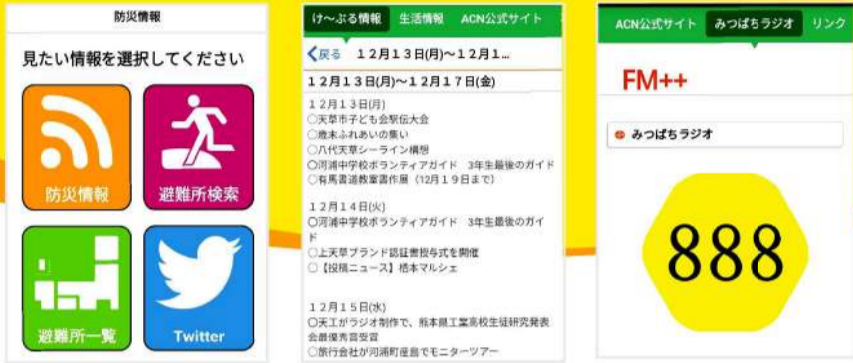 防災情報
見たい情報を選択してください
防災情報
避難所検索
避難所一覧
Twitter
け～ぶる情報 生活情報 ACN公式サイト
戻る 12月13日(月)～12月1...
12月13日(月)～12月17日(金)
12月13日(月)
○天草市子ども会駅伝大会
○歳末ふれあいの集い
○八代天草シーライン構想
○河浦中学校ボランティアガイド 3年生最後のガイド
○有馬書道教室書作展（12月19日まで）
12月14日(火)
○河浦中学校ボランティアガイド 3年生最後のガイ
ド
○上天草ブランド認証書授与式を開催
○【投稿ニュース】栖本マルシェ
12月15日(水)
○天工がラジオ制作で、熊本県工業高校生徒研究発表
会最優秀賞受賞
○旅行会社が河浦町産島でモニターツアー
ACN公式サイト みつばちラジオ リンク
FM++
みつばちラジオ
888